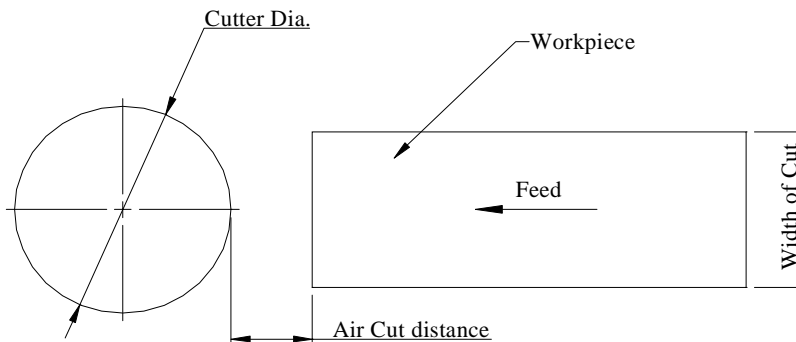 Cutter Dia.
Workpiece
Feed
Width of Cut
Air Cut distance